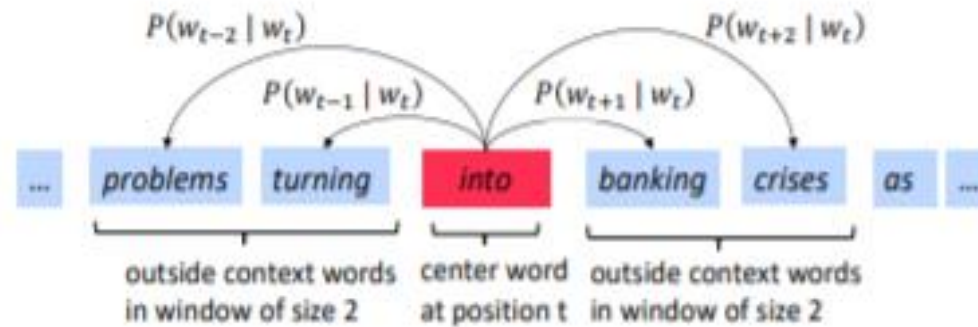 P(w_{t-2} | w_t) P(w_{t+2} | w_t)
P(w_{t-1} | w_t) P(w_{t+1} | w_t)
... problems turning into banking crises as ...
outside context words center word outside context words
in window of size 2 at position t in window of size 2